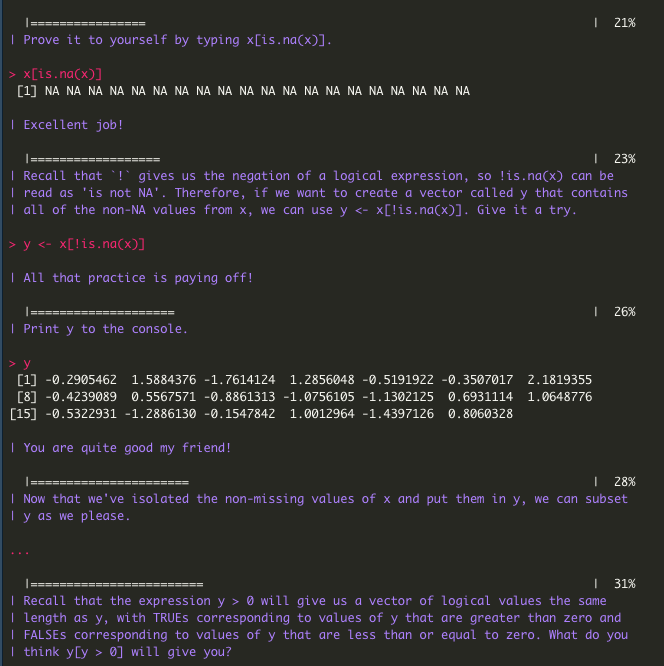 |================ | 21%
| Prove it to yourself by typing x[is.na(x)].
> x[is.na(x)]
[1] NA NA NA NA NA NA NA NA NA NA NA NA NA NA NA NA NA NA NA NA
| Excellent job!
|================== | 23%
| Recall that `!` gives us the negation of a logical expression, so !is.na(x) can be
| read as 'is not NA'. Therefore, if we want to create a vector called y that contains
| all of the non-NA values from x, we can use y <- x[!is.na(x)]. Give it a try.
> y <- x[!is.na(x)]
| All that practice is paying off!
|==================== | 26%
| Print y to the console.
> y
[1] -0.2905462 1.5884376 -1.7614124 1.2856048 -0.5191922 -0.3507017 2.1819355
[8] -0.4239089 0.5567571 -0.8861313 -1.0756105 -1.1302125 0.6931114 1.0648776
[15] -0.5322931 -1.2886130 -0.1547842 1.0012964 -1.4397126 0.8060328
| You are quite good my friend!
|====================== | 28%
| Now that we've isolated the non-missing values of x and put them in y, we can subset
| y as we please.
...
|======================== | 31%
| Recall that the expression y > 0 will give us a vector of logical values the same
| length as y, with TRUEs corresponding to values of y that are greater than zero and
| FALSEs corresponding to values of y that are less than or equal to zero. What do you
| think y[y > 0] will give you?